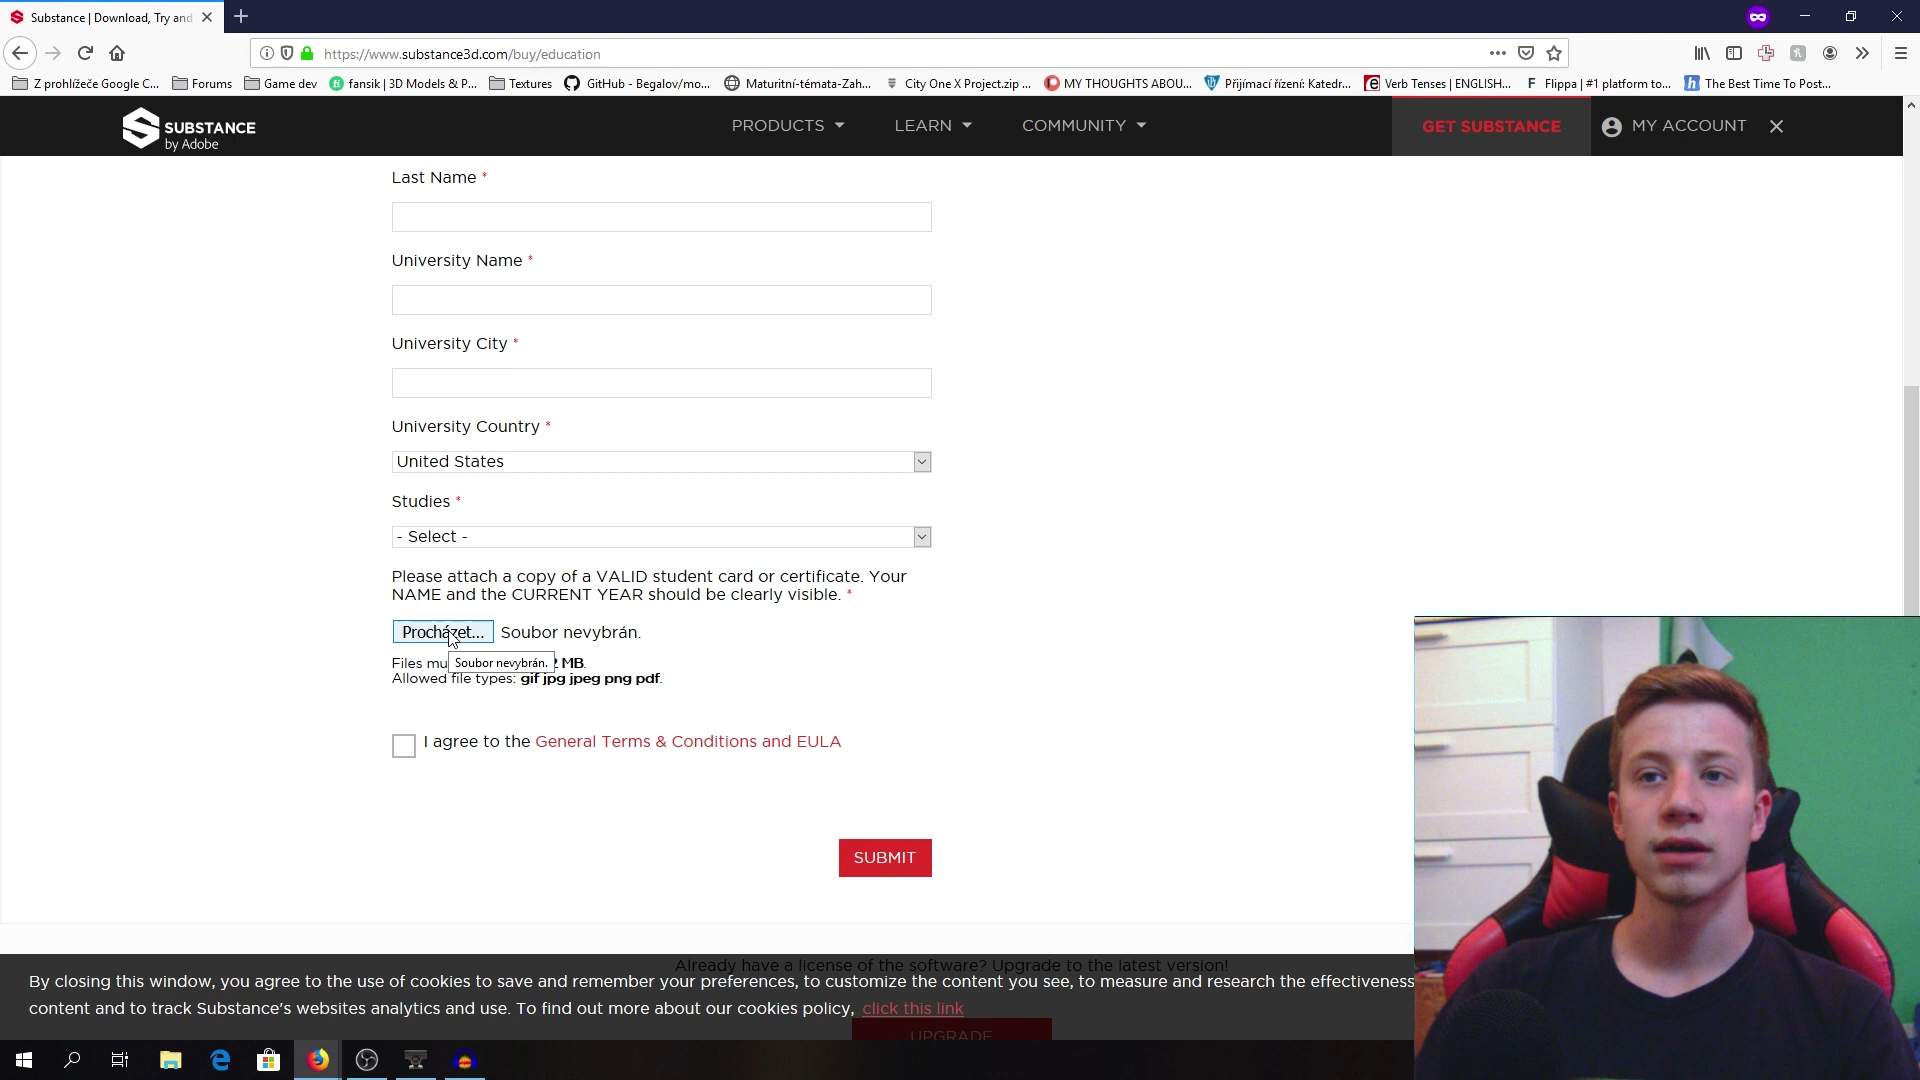 Substance | Download, Try and
https://www.substance3d.com/buy/education
Z prohlížeče Google C...
Forums
Game dev
fansik | 3D Models & P...
Textures
GitHub - Begalov/mo...
Maturitní-témata-Zah...
City One X Project.zip ...
MY THOUGHTS ABOU...
Přijímací řízení: Katedr...
Verb Tenses | ENGLISH...
Flippa | #1 platform to...
The Best Time To Post...
SUBSTANCE
by Adobe
PRODUCTS
LEARN
COMMUNITY
GET SUBSTANCE
MY ACCOUNT
Last Name *
University Name *
University City *
University Country *
United States
Studies *
- Select -
Please attach a copy of a VALID student card or certificate. Your
NAME and the CURRENT YEAR should be clearly visible. *
Procházet... Soubor nevybrán.
Files mu
Soubor nevybrán.
MB.
Allowed file types: gif jpg jpeg png pdf.
I agree to the General Terms & Conditions and EULA
SUBMIT
Already have a license of the software? Upgrade to the latest version!
By closing this window, you agree to the use of cookies to save and remember your preferences, to customize the content you see, to measure and research the effectiveness
content and to track Substance's websites analytics and use. To find out more about our cookies policy, click this link
UPGRADE